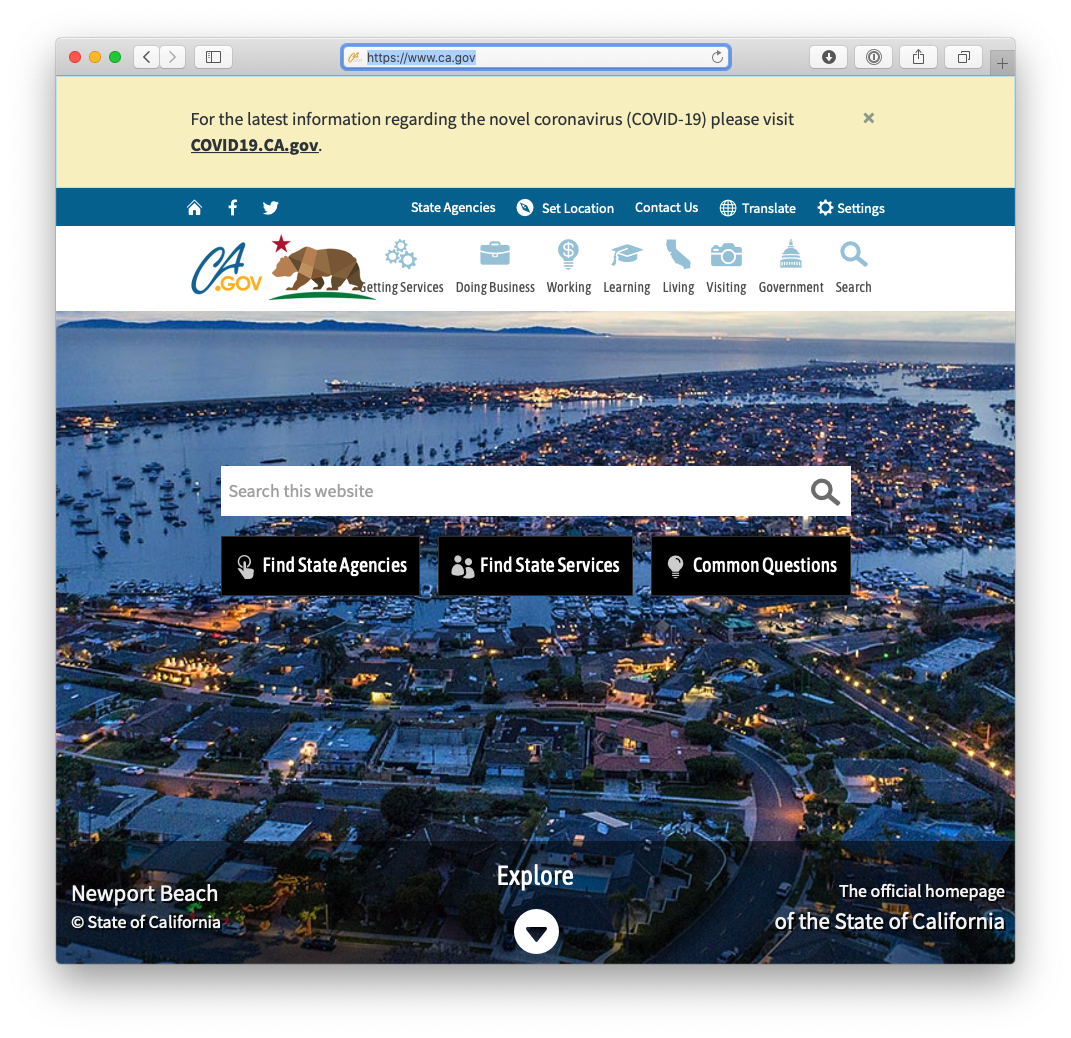 https://www.ca.gov
For the latest information regarding the novel coronavirus (COVID-19) please visit
COVID19.CA.gov.
State Agencies Set Location Contact Us Translate Settings
CA.GOV
Getting Services Doing Business Working Learning Living Visiting Government Search
Search this website
Find State Agencies Find State Services Common Questions
Explore
Newport Beach
© State of California
The official homepage
of the State of California